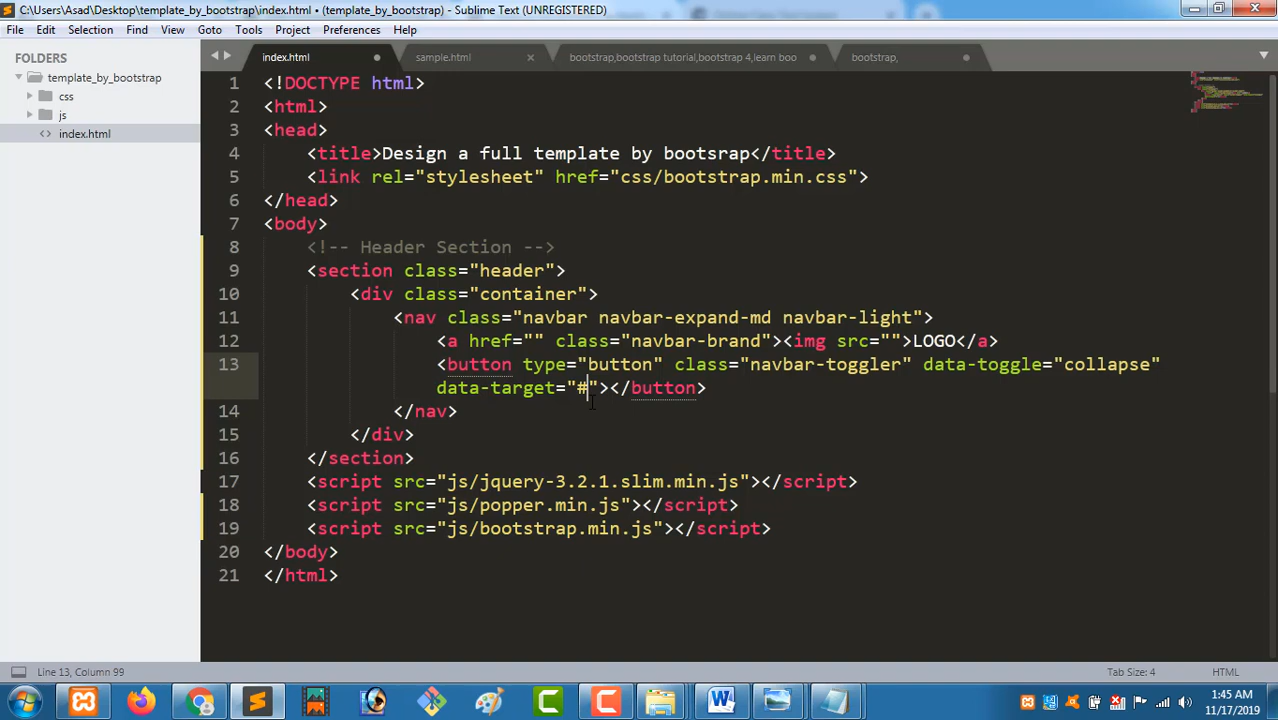 C:\Users\Asad\Desktop\template_by_bootstrap\index.html • (template_by_bootstrap) - Sublime Text (UNREGISTERED)
File Edit Selection Find View Goto Tools Project Preferences Help
FOLDERS
template_by_bootstrap
css
js
index.html
index.html sample.html bootstrap,bootstrap tutorial,bootstrap 4,learn boo bootstrap,
1 <!DOCTYPE html>
2 <html>
3 <head>
4 <title>Design a full template by bootsrap</title>
5 <link rel="stylesheet" href="css/bootstrap.min.css">
6 </head>
7 <body>
8 <!-- Header Section -->
9 <section class="header">
10 <div class="container">
11 <nav class="navbar navbar-expand-md navbar-light">
12 <a href="" class="navbar-brand"><img src="">LOGO</a>
13 <button type="button" class="navbar-toggler" data-toggle="collapse"
data-target="#"></button>
14 </nav>
15 </div>
16 </section>
17 <script src="js/jquery-3.2.1.slim.min.js"></script>
18 <script src="js/popper.min.js"></script>
19 <script src="js/bootstrap.min.js"></script>
20 </body>
21 </html>
Line 13, Column 99 Tab Size: 4 HTML
1:45 AM
11/17/2019